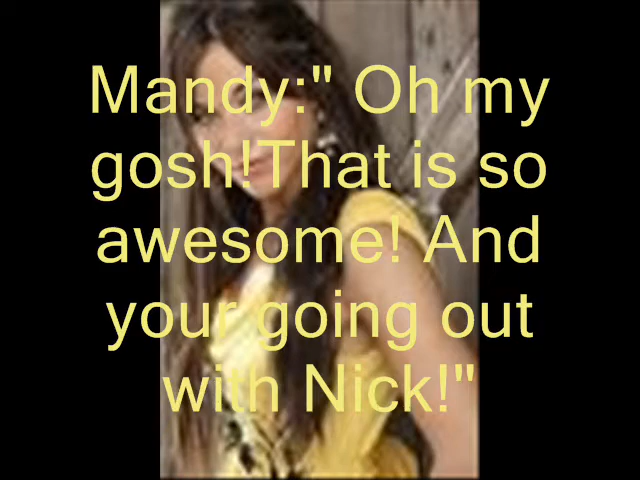 Mandy:" Oh my
gosh!That is so
awesome! And
your going out
with Nick!"